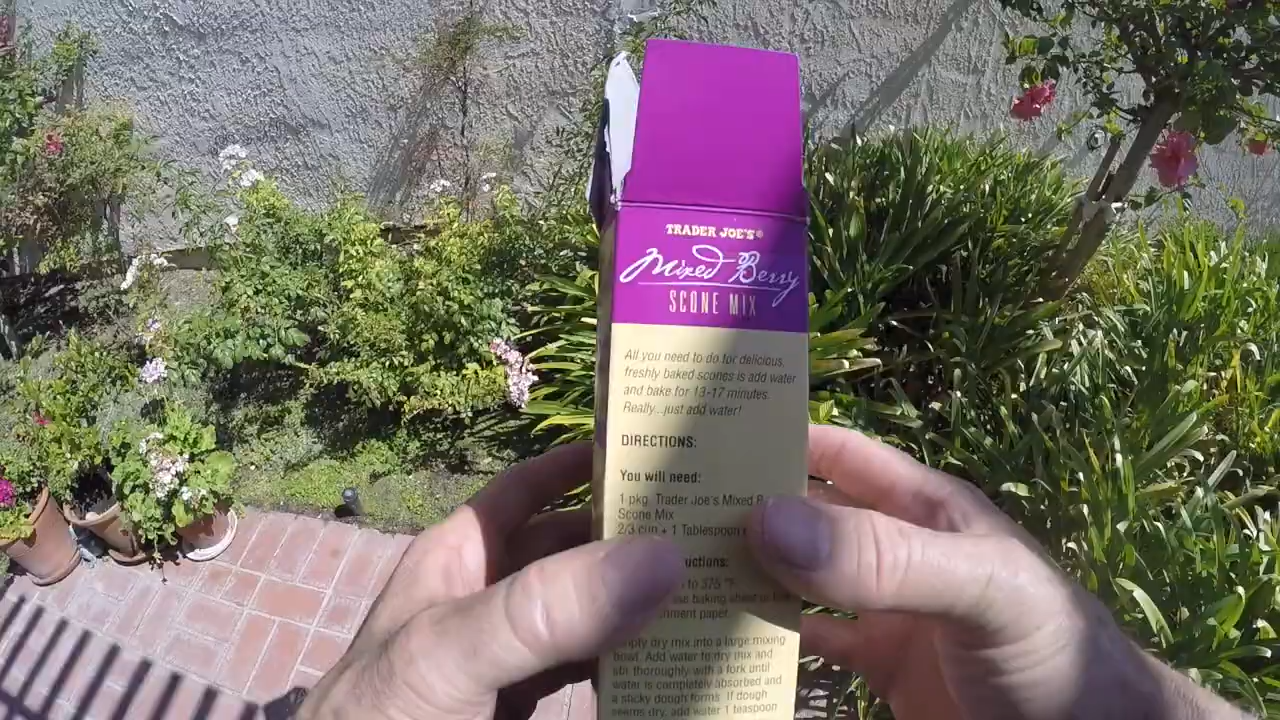 TRADER JOE'S®
Mixed Berry
SCONE MIX
All you need to do for delicious,
freshly baked scones is add water
and bake for 13-17 minutes.
Really...just add water!
DIRECTIONS:
You will need:
1 pkg. Trader Joe's Mixed
Scone Mix
2/3 cup + 1 Tablespoon
to 375 °F.
baking sheet
paper.
dry mix into a large mixing
bowl. Add water to dry mix and
stir thoroughly with a fork until
water is completely absorbed and
a sticky dough forms. If dough
seems dry, add water 1 teaspoon